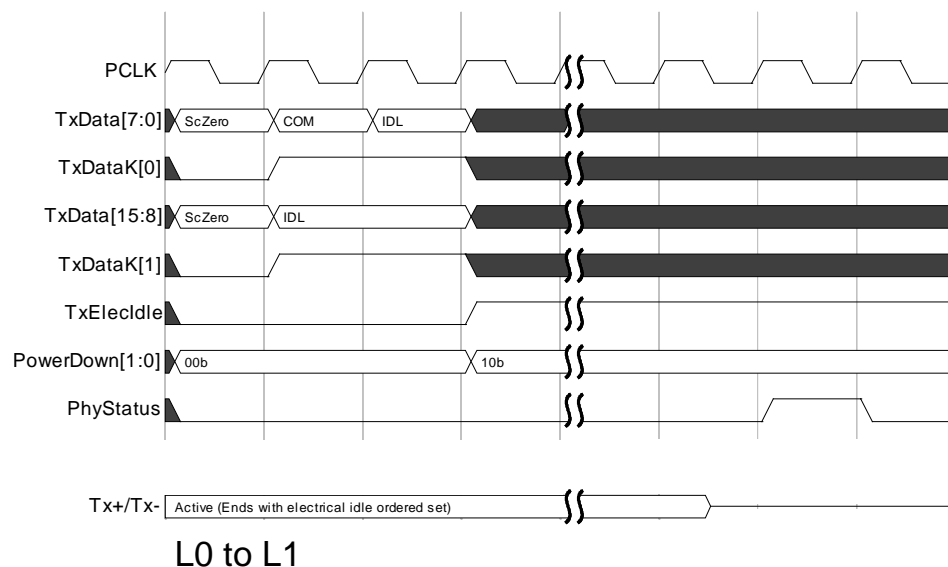 PCLK
TxData[7:0] ScZero COM IDL
TxDataK[0]
TxData[15:8] ScZero IDL
TxDataK[1]
TxElecIdle
PowerDown[1:0] 00b 10b
PhyStatus
Tx+/Tx- Active (Ends with electrical idle ordered set)
L0 to L1